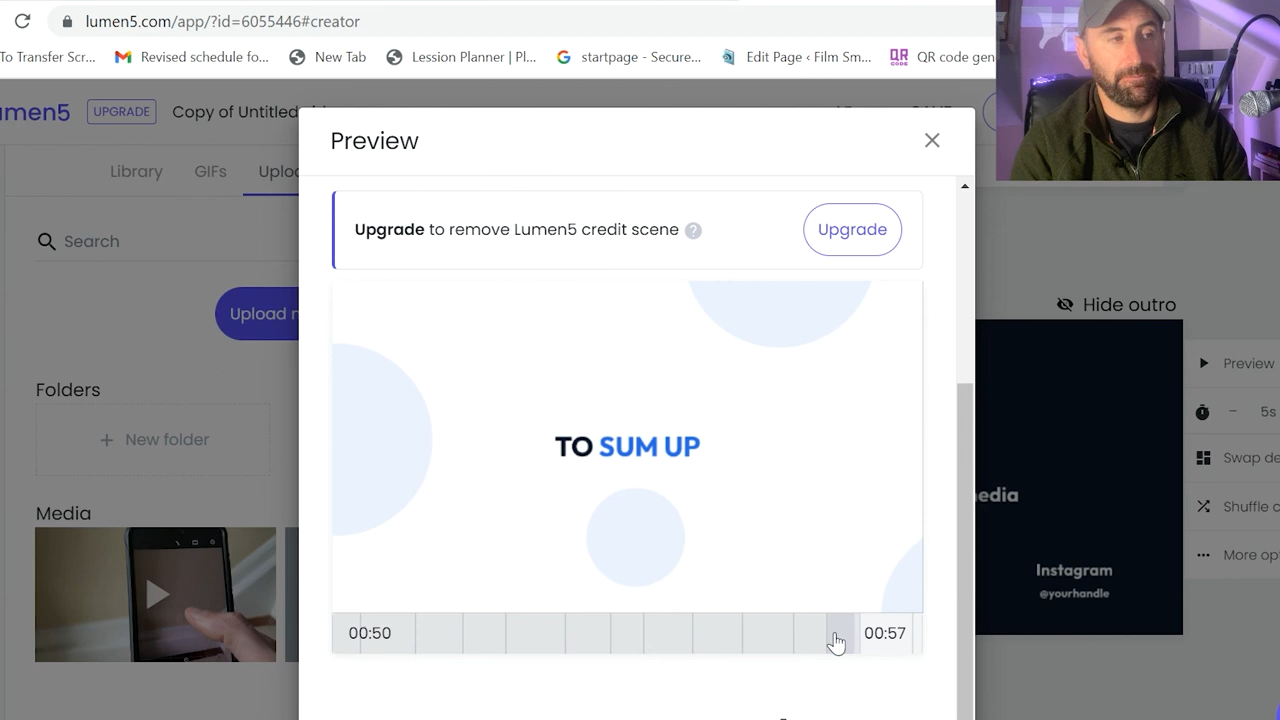 lumen5.com/app/?id=6055446#creator
To Transfer Scr...
Revised schedule fo...
New Tab
Lession Planner | Pl...
startpage - Secure...
Edit Page ‹ Film Sm...
QR code gen
umen5
UPGRADE
Copy of Untitled
Preview
Library
GIFs
Uploa
Upgrade to remove Lumen5 credit scene
Upgrade
Search
Upload m
Hide outro
Preview
Folders
New folder
5s
TO SUM UP
Swap de
edia
Media
Shuffle c
More op
Instagram
@yourhandle
00:50
00:57